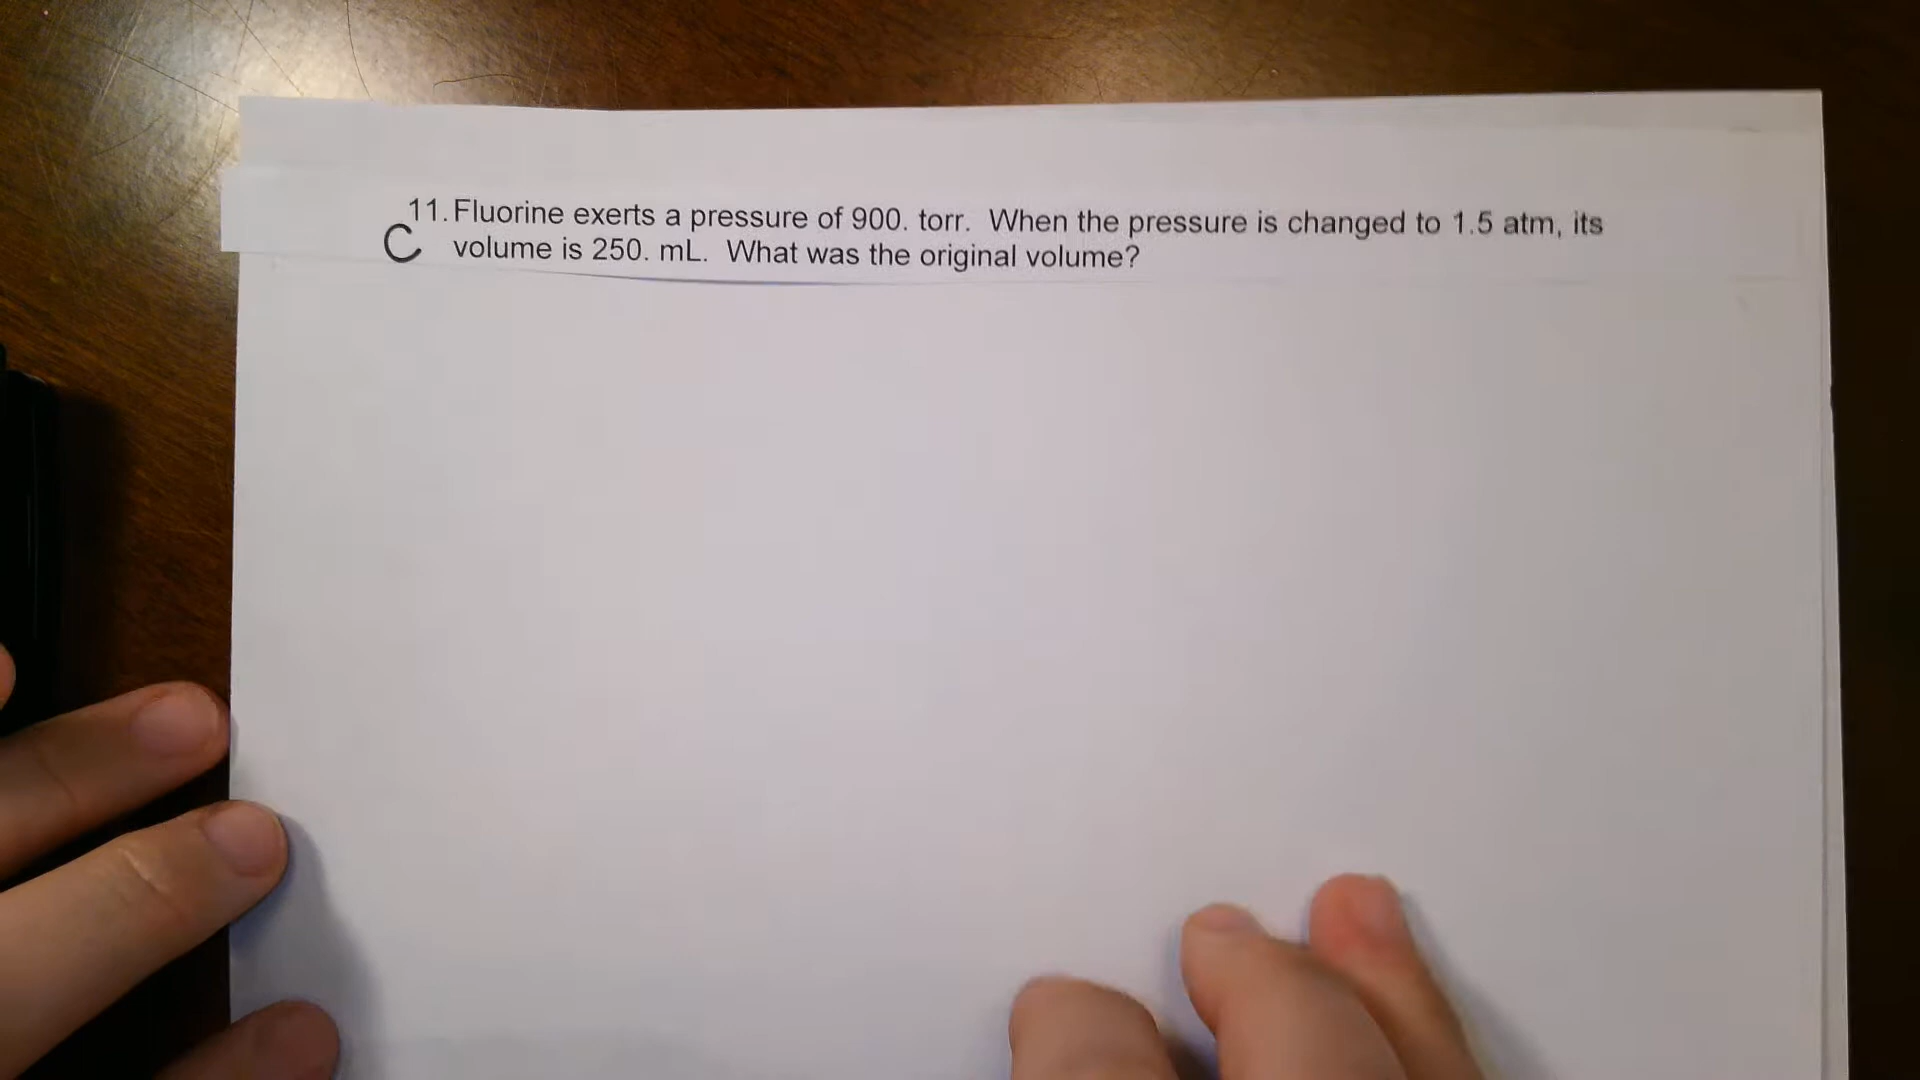 11. Fluorine exerts a pressure of 900. torr. When the pressure is changed to 1.5 atm, its
C volume is 250. mL. What was the original volume?